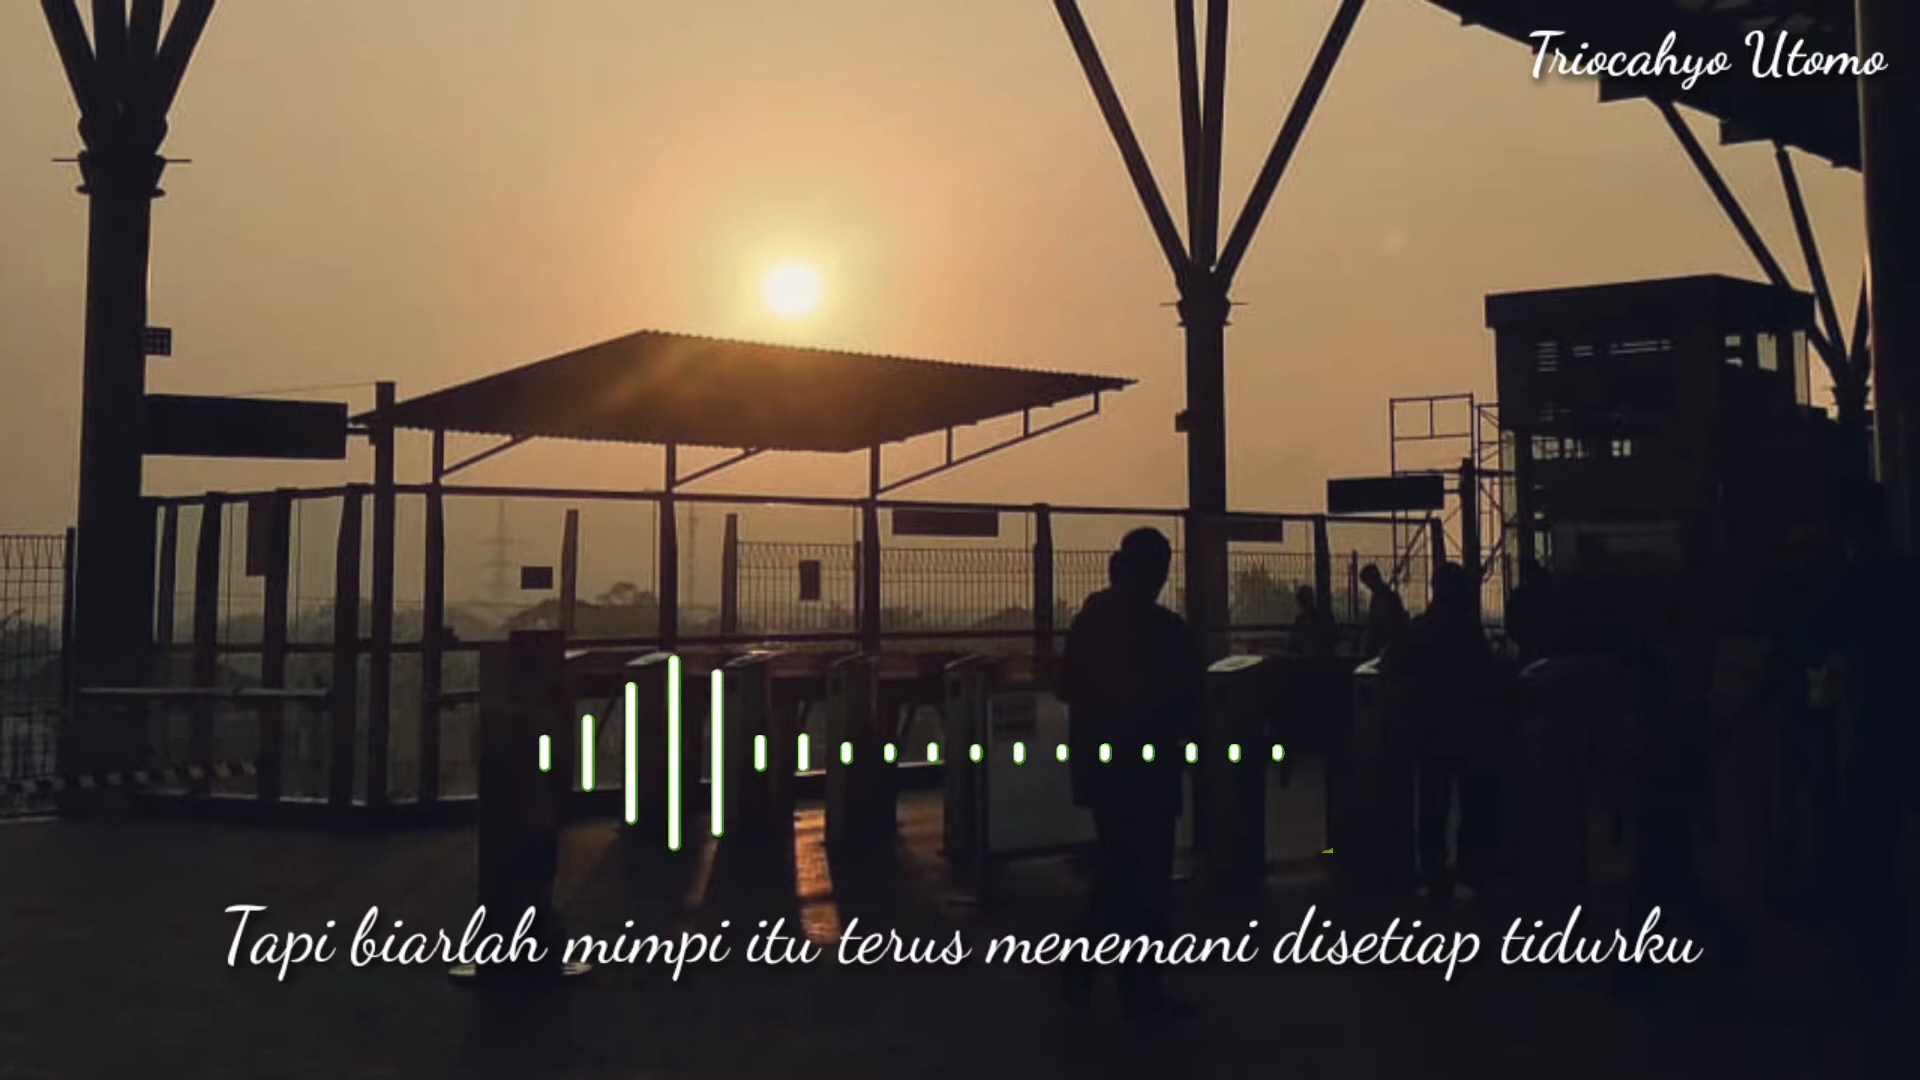 Triocahyo Utomo
Tapi biarlah mimpi itu terus menemani disetiap tidurku